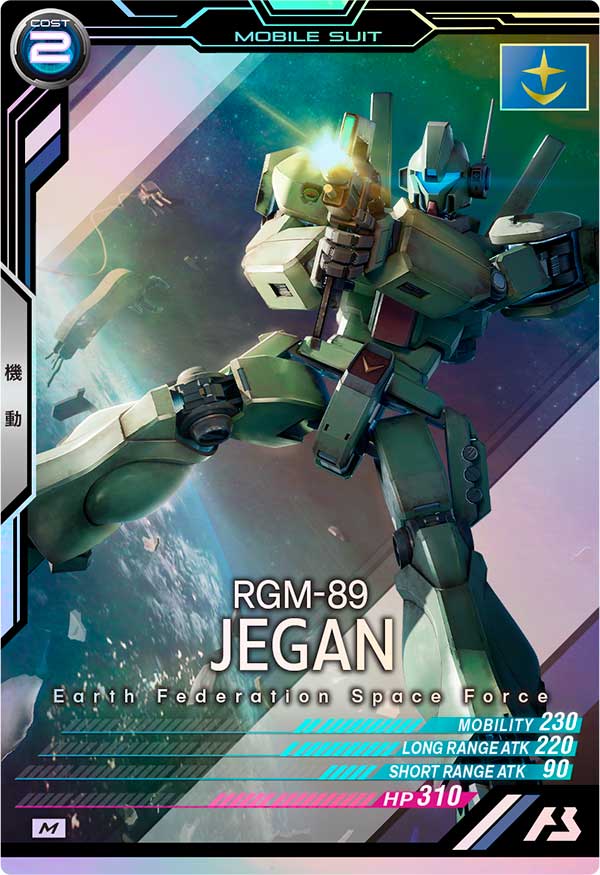 COST
2
MOBILE SUIT
機動
RGM-89
JEGAN
Earth Federation Space Force
MOBILITY 230
LONG RANGE ATK 220
SHORT RANGE ATK 90
HP 310
M